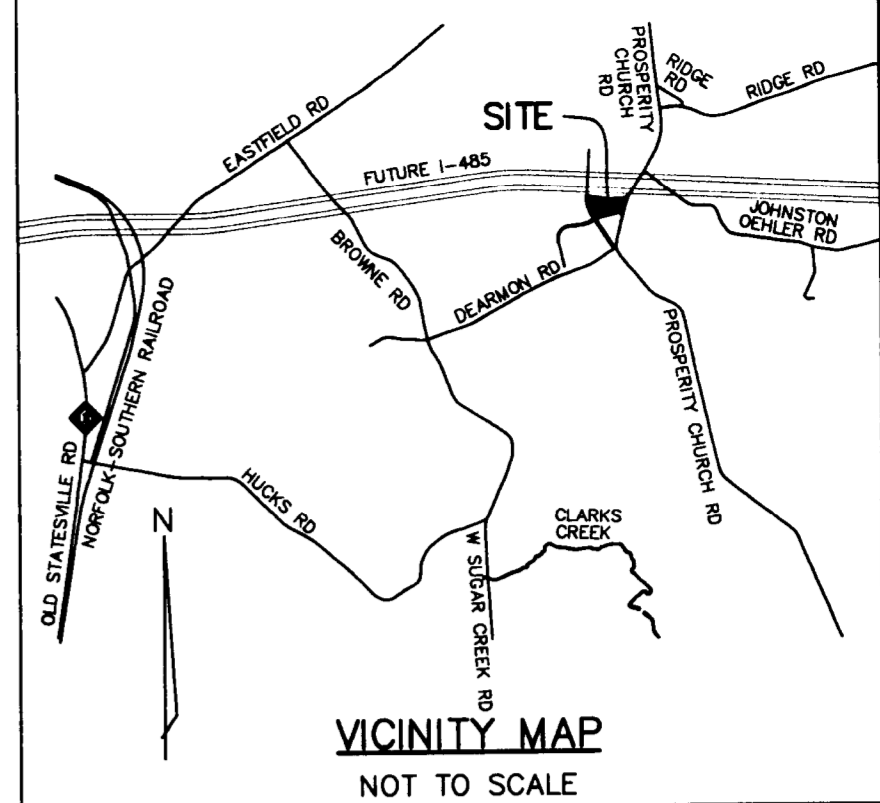 PROSPERITY
CHURCH
RD
RIDGE
RD
RIDGE RD
EASTFIELD RD
SITE
FUTURE I-485
JOHNSTON
OEHLER RD
BROWNE RD
DEARMON RD
NORFOLK-SOUTHERN RAILROAD
PROSPERITY CHURCH RD
OLD STATESVILLE RD
HUCKS RD
N
CLARKS
CREEK
W SUGAR CREEK RD
VICINITY MAP
NOT TO SCALE